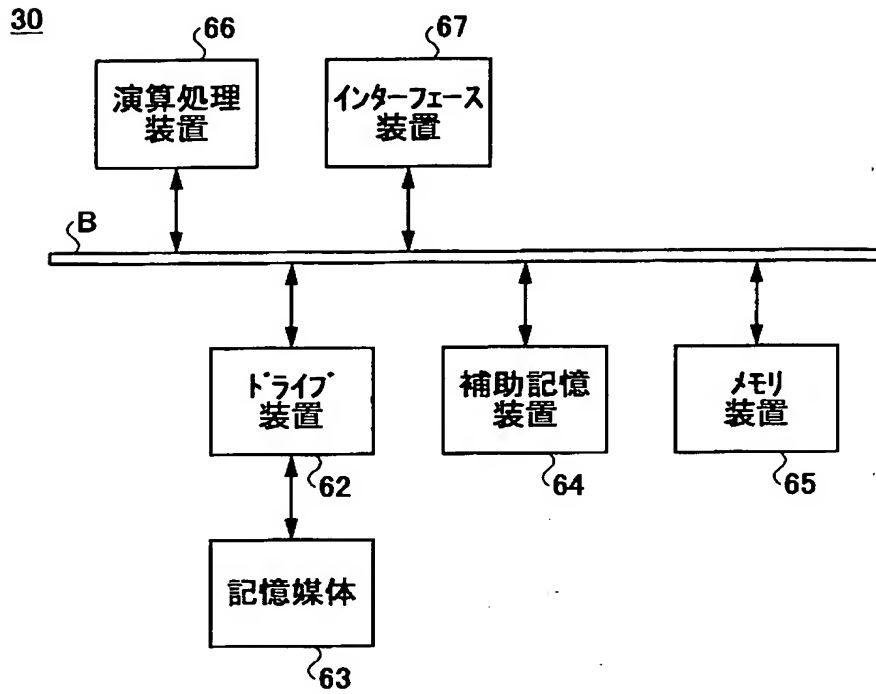 30
66
67
演算処理
装置
インターフェース
装置
B
ドライブ
装置
補助記憶
装置
メモリ
装置
62
64
65
記憶媒体
63